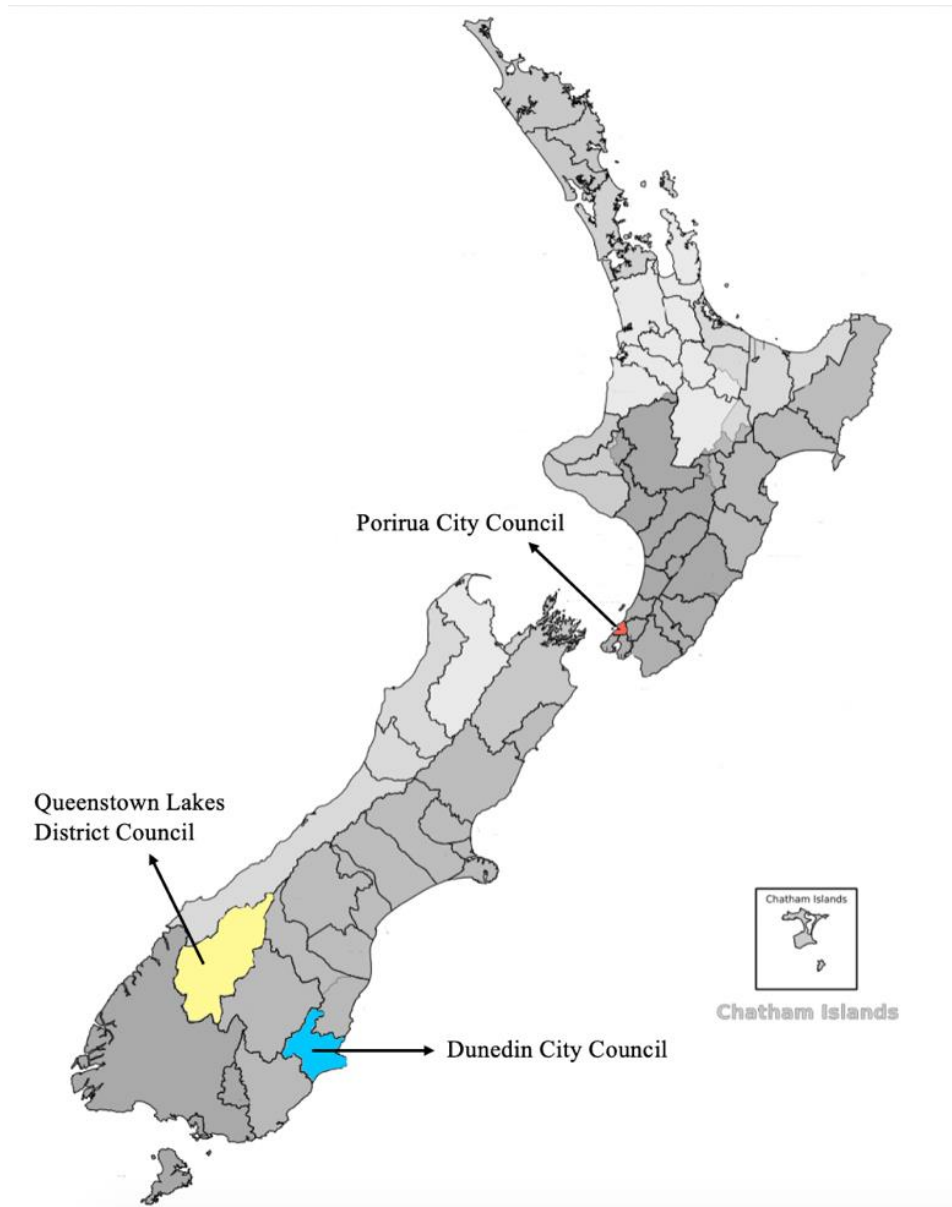 Porirua City Council
Queenstown Lakes
District Council
Chatham Islands
Chatham Islands
Dunedin City Council